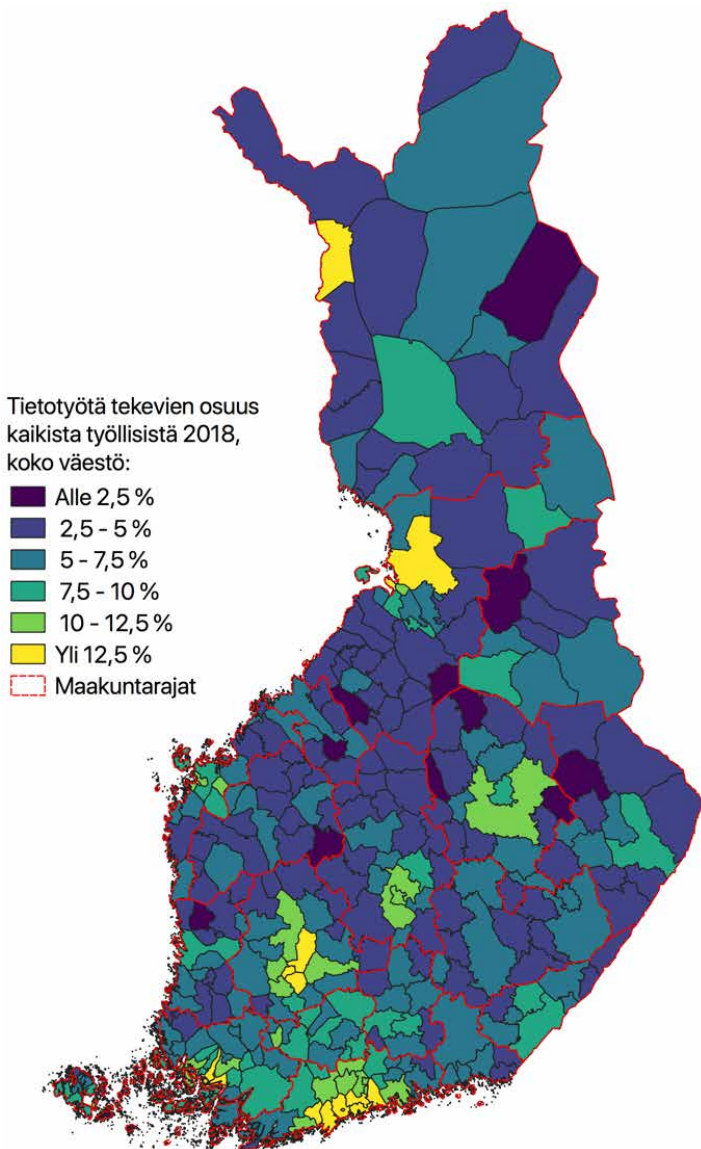 Tietotyötä tekevien osuus
kaikista työllisistä 2018,
koko väestö:
Alle 2,5 %
2,5 - 5 %
5 - 7,5 %
7,5 - 10 %
10 - 12,5 %
Yli 12,5 %
Maakuntarajat